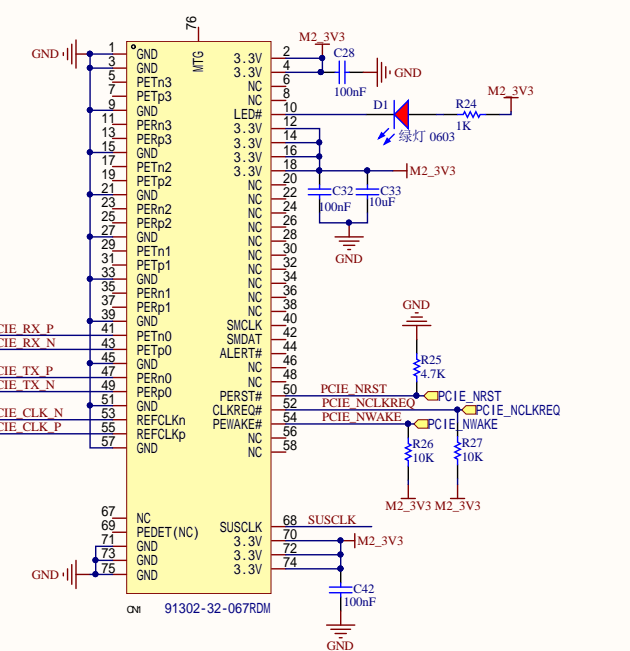 76
MTG
GND
1 GND
3 GND
5 PETn3
7 PETp3
9 GND
11 PERn3
13 PERp3
15 GND
17 PETn2
19 PETp2
21 GND
23 PERn2
25 PERp2
27 GND
29 PETn1
31 PETp1
33 GND
35 PERn1
37 PERp1
39 GND
CIE_RX_P 41 PETn0
CIE_RX_N 43 PETp0
45 GND
CIE_TX_P 47 PERn0
CIE_TX_N 49 PERp0
51 GND
CIE_CLK_N 53 REFCLKn
CIE_CLK_P 55 REFCLKp
57 GND
67 NC
69 PEDET(NC)
71 GND
73 GND
GND 75 GND
3.3V 2
3.3V 4
NC 6
NC 8
LED# 10
3.3V 12
3.3V 14
3.3V 16
3.3V 18
NC 20
NC 22
NC 24
NC 26
NC 28
NC 30
NC 32
NC 34
NC 36
NC 38
SMCLK 40
SMDAT 42
ALERT# 44
NC 46
NC 48
PERST# 50 PCIE_NRST
CLKREQ# 52 PCIE_NCLKREQ
PEWAKE# 54 PCIE_NWAKE
NC 56
NC 58
SUSCLK 68 SUSCLK
3.3V 70
3.3V 72
3.3V 74
M2_3V3
C28
100nF
GND
D1
绿灯 0603
R24
1K
M2_3V3
M2_3V3
C32
100nF
C33
10uF
GND
GND
R25
4.7K
PCIE_NRST
PCIE_NCLKREQ
PCIE_NWAKE
R26
10K
R27
10K
M2_3V3 M2_3V3
M2_3V3
C42
100nF
GND
CN1 91302-32-067RDM